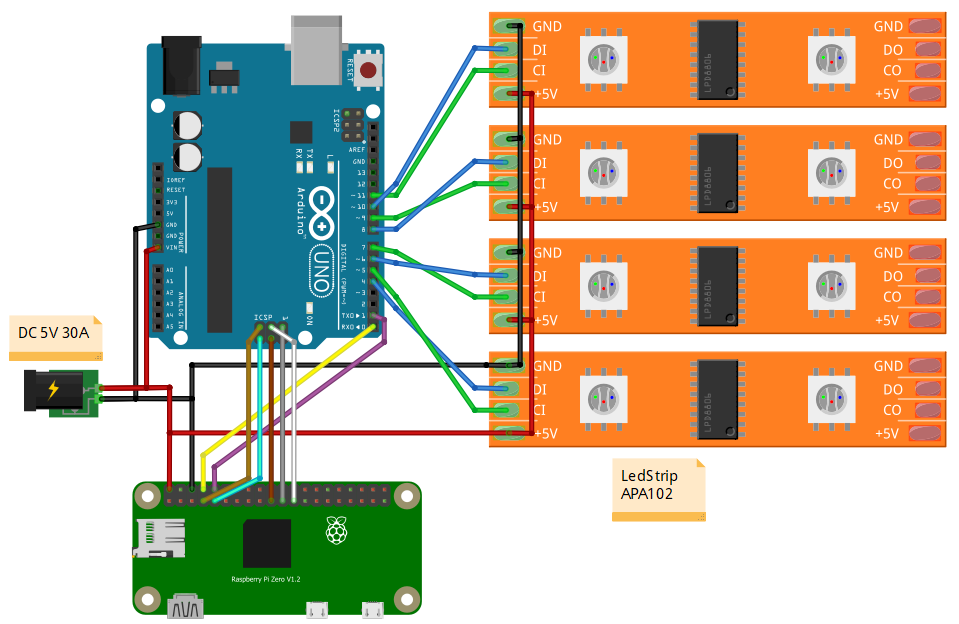 RESET
ICSP2
AREF
GND
13
12
~11
~10
~9
8
7
~6
~5
4
~3
2
TX0▶1
RX0◀0
DIGITAL (PWM=~)
RX
TX
L
Arduino™
UNO
ON
ICSP
1
IOREF
RESET
3V3
5V
GND
GND
VIN
POWER
A0
A1
A2
A3
A4
A5
ANALOG IN
GND
DI
CI
+5V
LPD8806
GND
DO
CO
+5V
GND
DI
CI
+5V
LPD8806
GND
DO
CO
+5V
GND
DI
CI
+5V
LPD8806
GND
DO
CO
+5V
GND
DI
CI
+5V
LPD8806
GND
DO
CO
+5V
DC 5V 30A
LedStrip
APA102
Raspberry Pi Zero V1.2